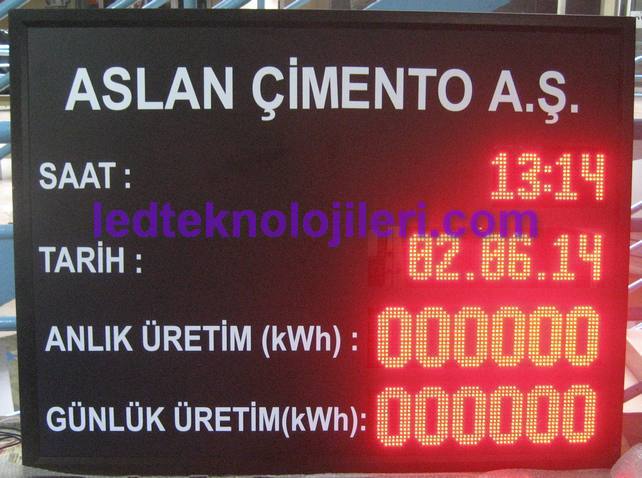 ASLAN ÇİMENTO A.Ş.
SAAT : 13:14
ledteknolojileri.com
TARİH : 02.06.14
ANLIK ÜRETİM (kWh) : 000000
GÜNLÜK ÜRETİM(kWh): 000000